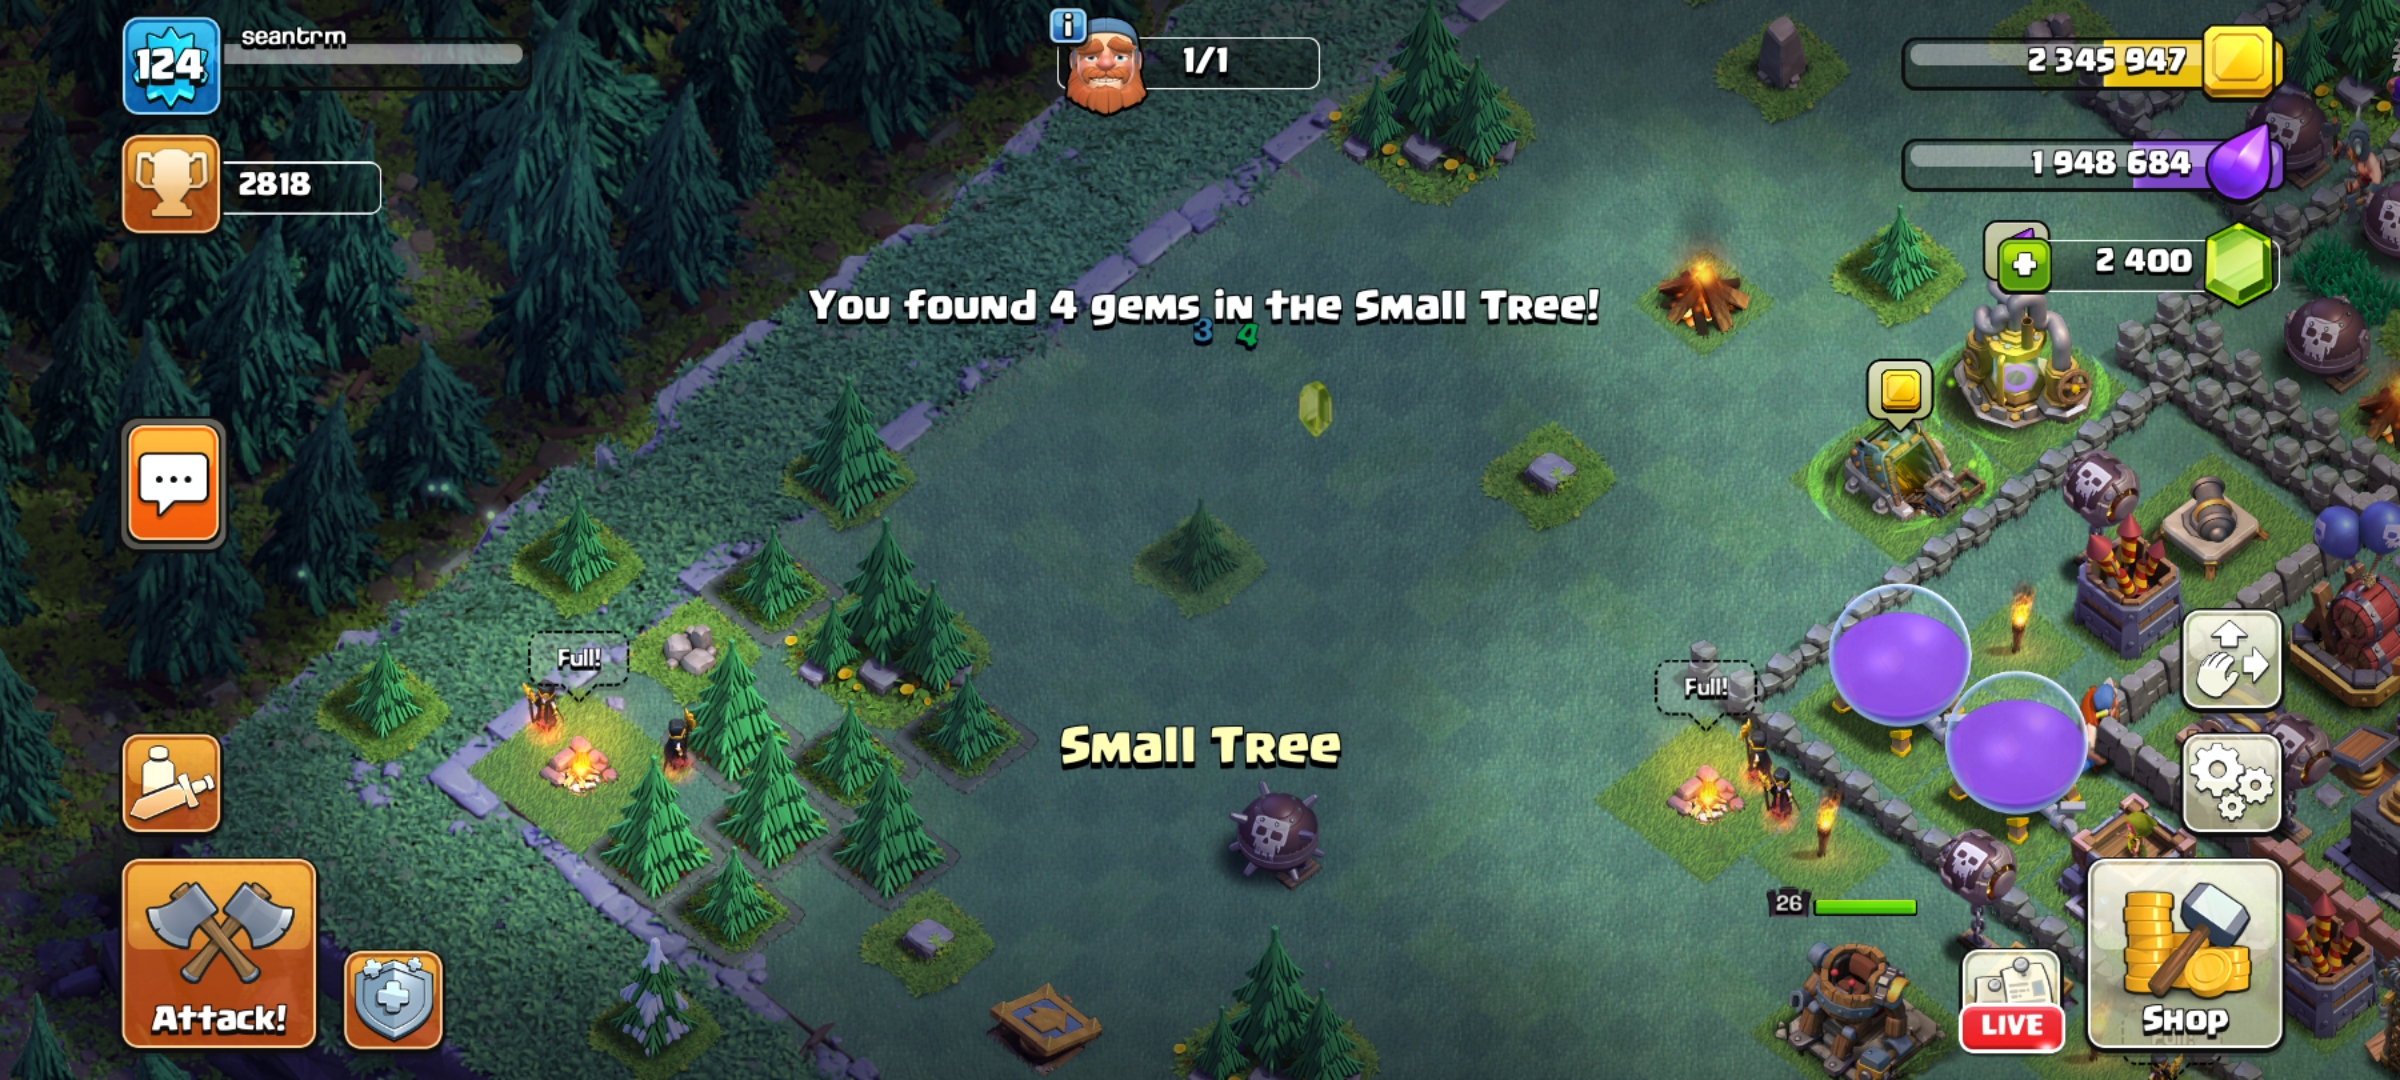 124
seantrm
1/1
2 345 947
2818
1 948 684
2 400
You found 4 gems in the Small Tree!
3 4
Full!
Full!
Small Tree
26
Attack!
LIVE
Shop